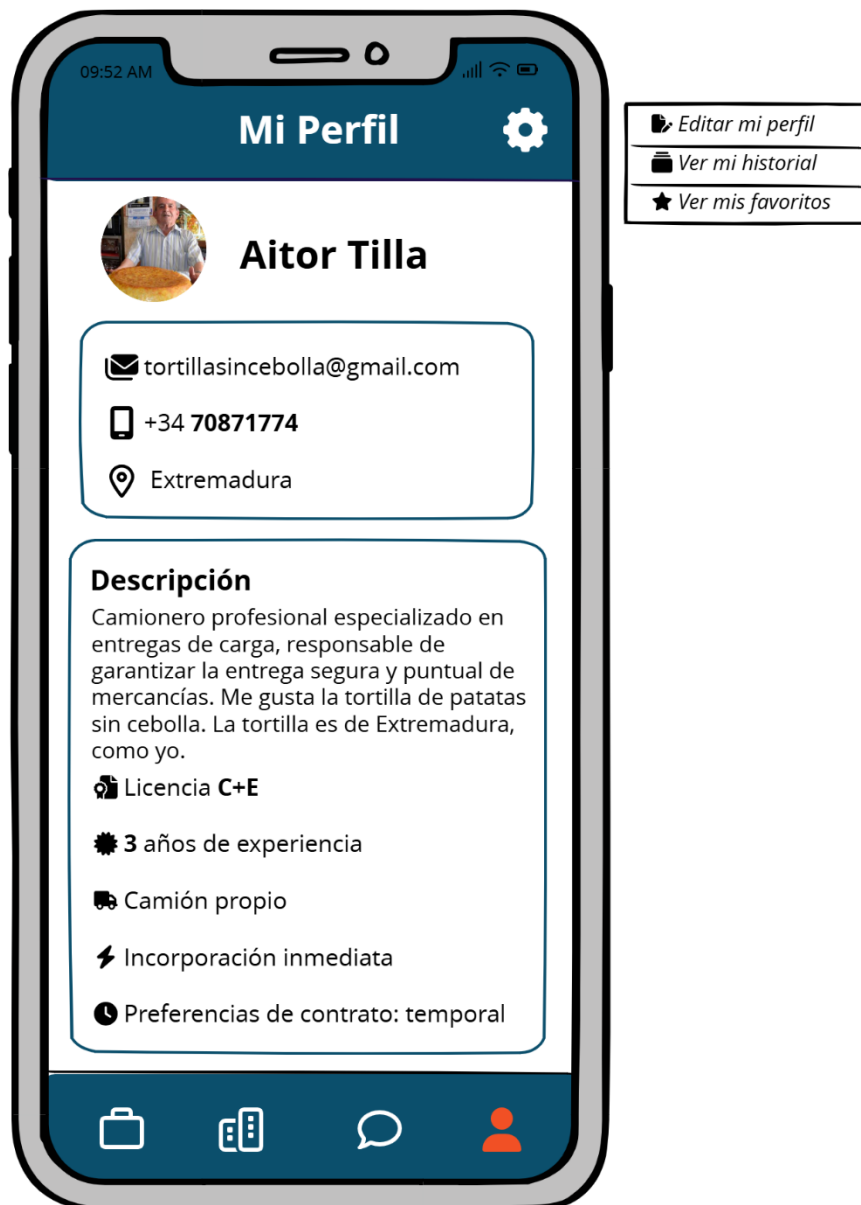 09:52 AM
Mi Perfil
Editar mi perfil
Ver mi historial
Ver mis favoritos
Aitor Tilla
tortillasincebolla@gmail.com
+34 70871774
Extremadura
Descripción
Camionero profesional especializado en
entregas de carga, responsable de
garantizar la entrega segura y puntual de
mercancías. Me gusta la tortilla de patatas
sin cebolla. La tortilla es de Extremadura,
como yo.
Licencia C+E
3 años de experiencia
Camión propio
Incorporación inmediata
Preferencias de contrato: temporal